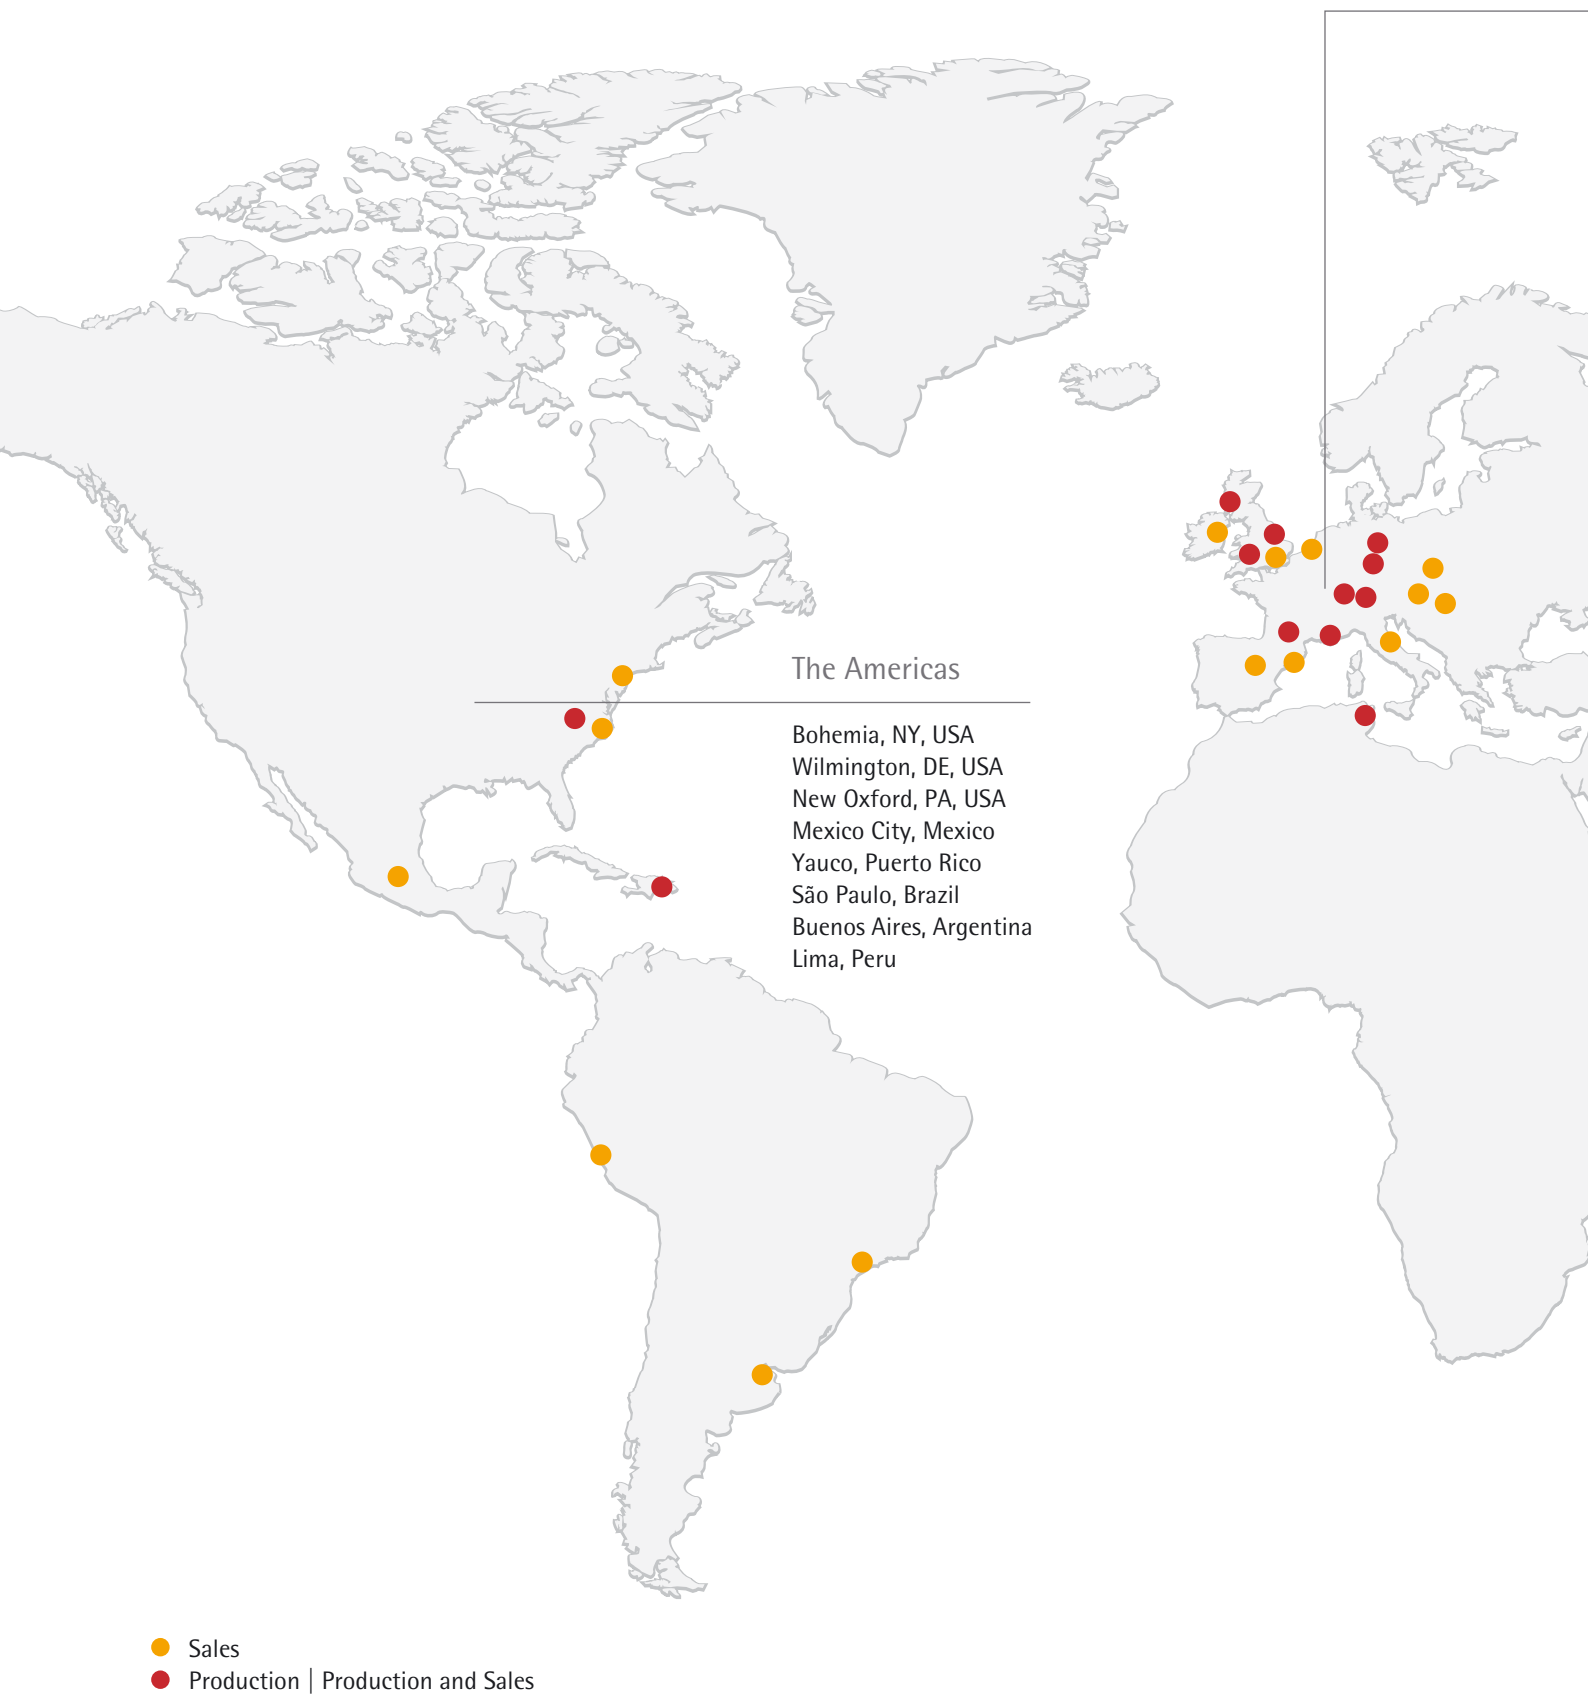 The Americas
Bohemia, NY, USA
Wilmington, DE, USA
New Oxford, PA, USA
Mexico City, Mexico
Yauco, Puerto Rico
São Paulo, Brazil
Buenos Aires, Argentina
Lima, Peru
Sales
Production | Production and Sales